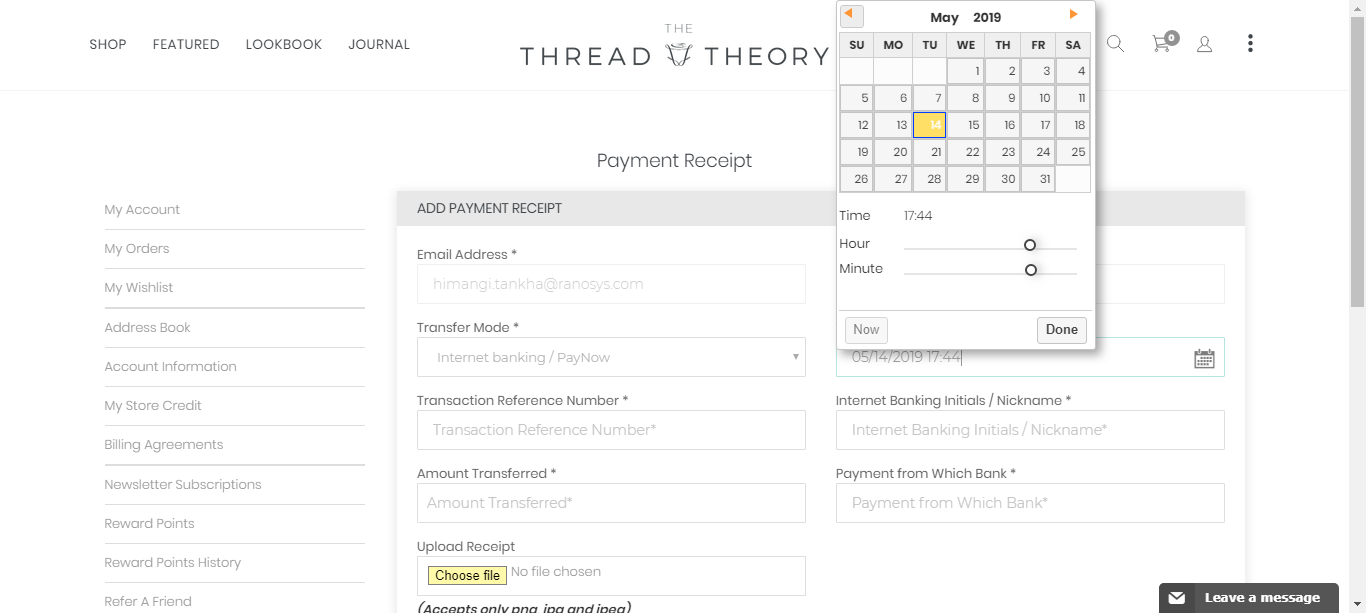 SHOP FEATURED LOOKBOOK JOURNAL
THE
THREAD THEORY
0
May 2019
SU MO TU WE TH FR SA
1 2 3 4
5 6 7 8 9 10 11
12 13 14 15 16 17 18
19 20 21 22 23 24 25
26 27 28 29 30 31
Time 17:44
Hour
Minute
Now Done
Payment Receipt
My Account
My Orders
My Wishlist
Address Book
Account Information
My Store Credit
Billing Agreements
Newsletter Subscriptions
Reward Points
Reward Points History
Refer A Friend
ADD PAYMENT RECEIPT
Email Address *
himangi.tankha@ranosys.com
Transfer Mode *
Internet banking / PayNow
05/14/2019 17:44
Transaction Reference Number *
Transaction Reference Number*
Internet Banking Initials / Nickname *
Internet Banking Initials / Nickname*
Amount Transferred *
Amount Transferred*
Payment from Which Bank *
Payment from Which Bank*
Upload Receipt
Choose file No file chosen
(Accepts only png, jpg and jpeg)
Leave a message